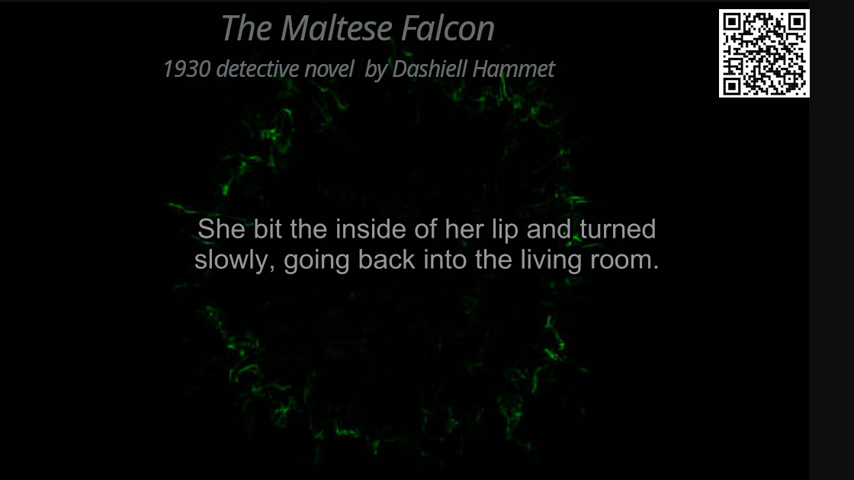 The Maltese Falcon
1930 detective novel by Dashiell Hammet
She bit the inside of her lip and turned
slowly, going back into the living room.